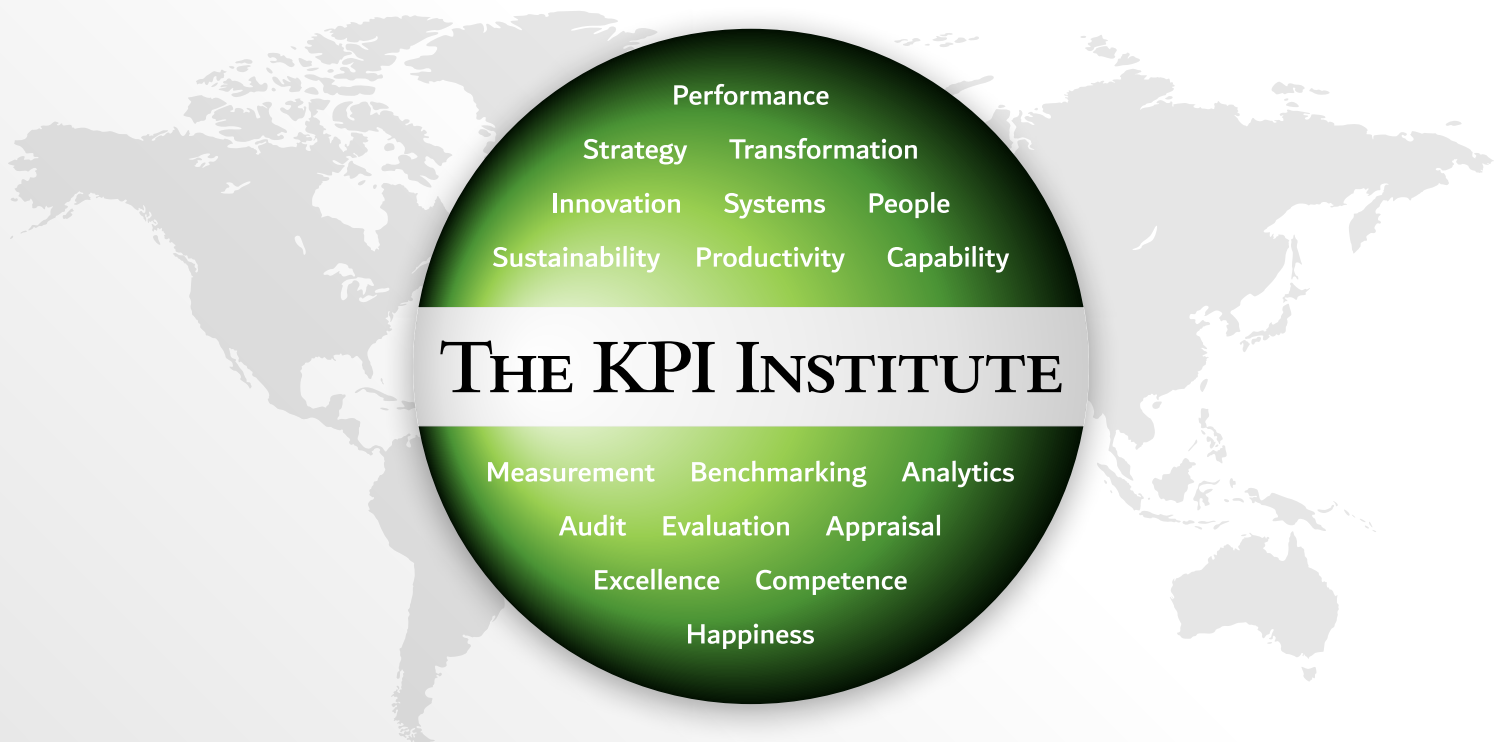 Performance
Strategy Transformation
Innovation Systems People
Sustainability Productivity Capability
The KPI Institute
Measurement Benchmarking Analytics
Audit Evaluation Appraisal
Excellence Competence
Happiness